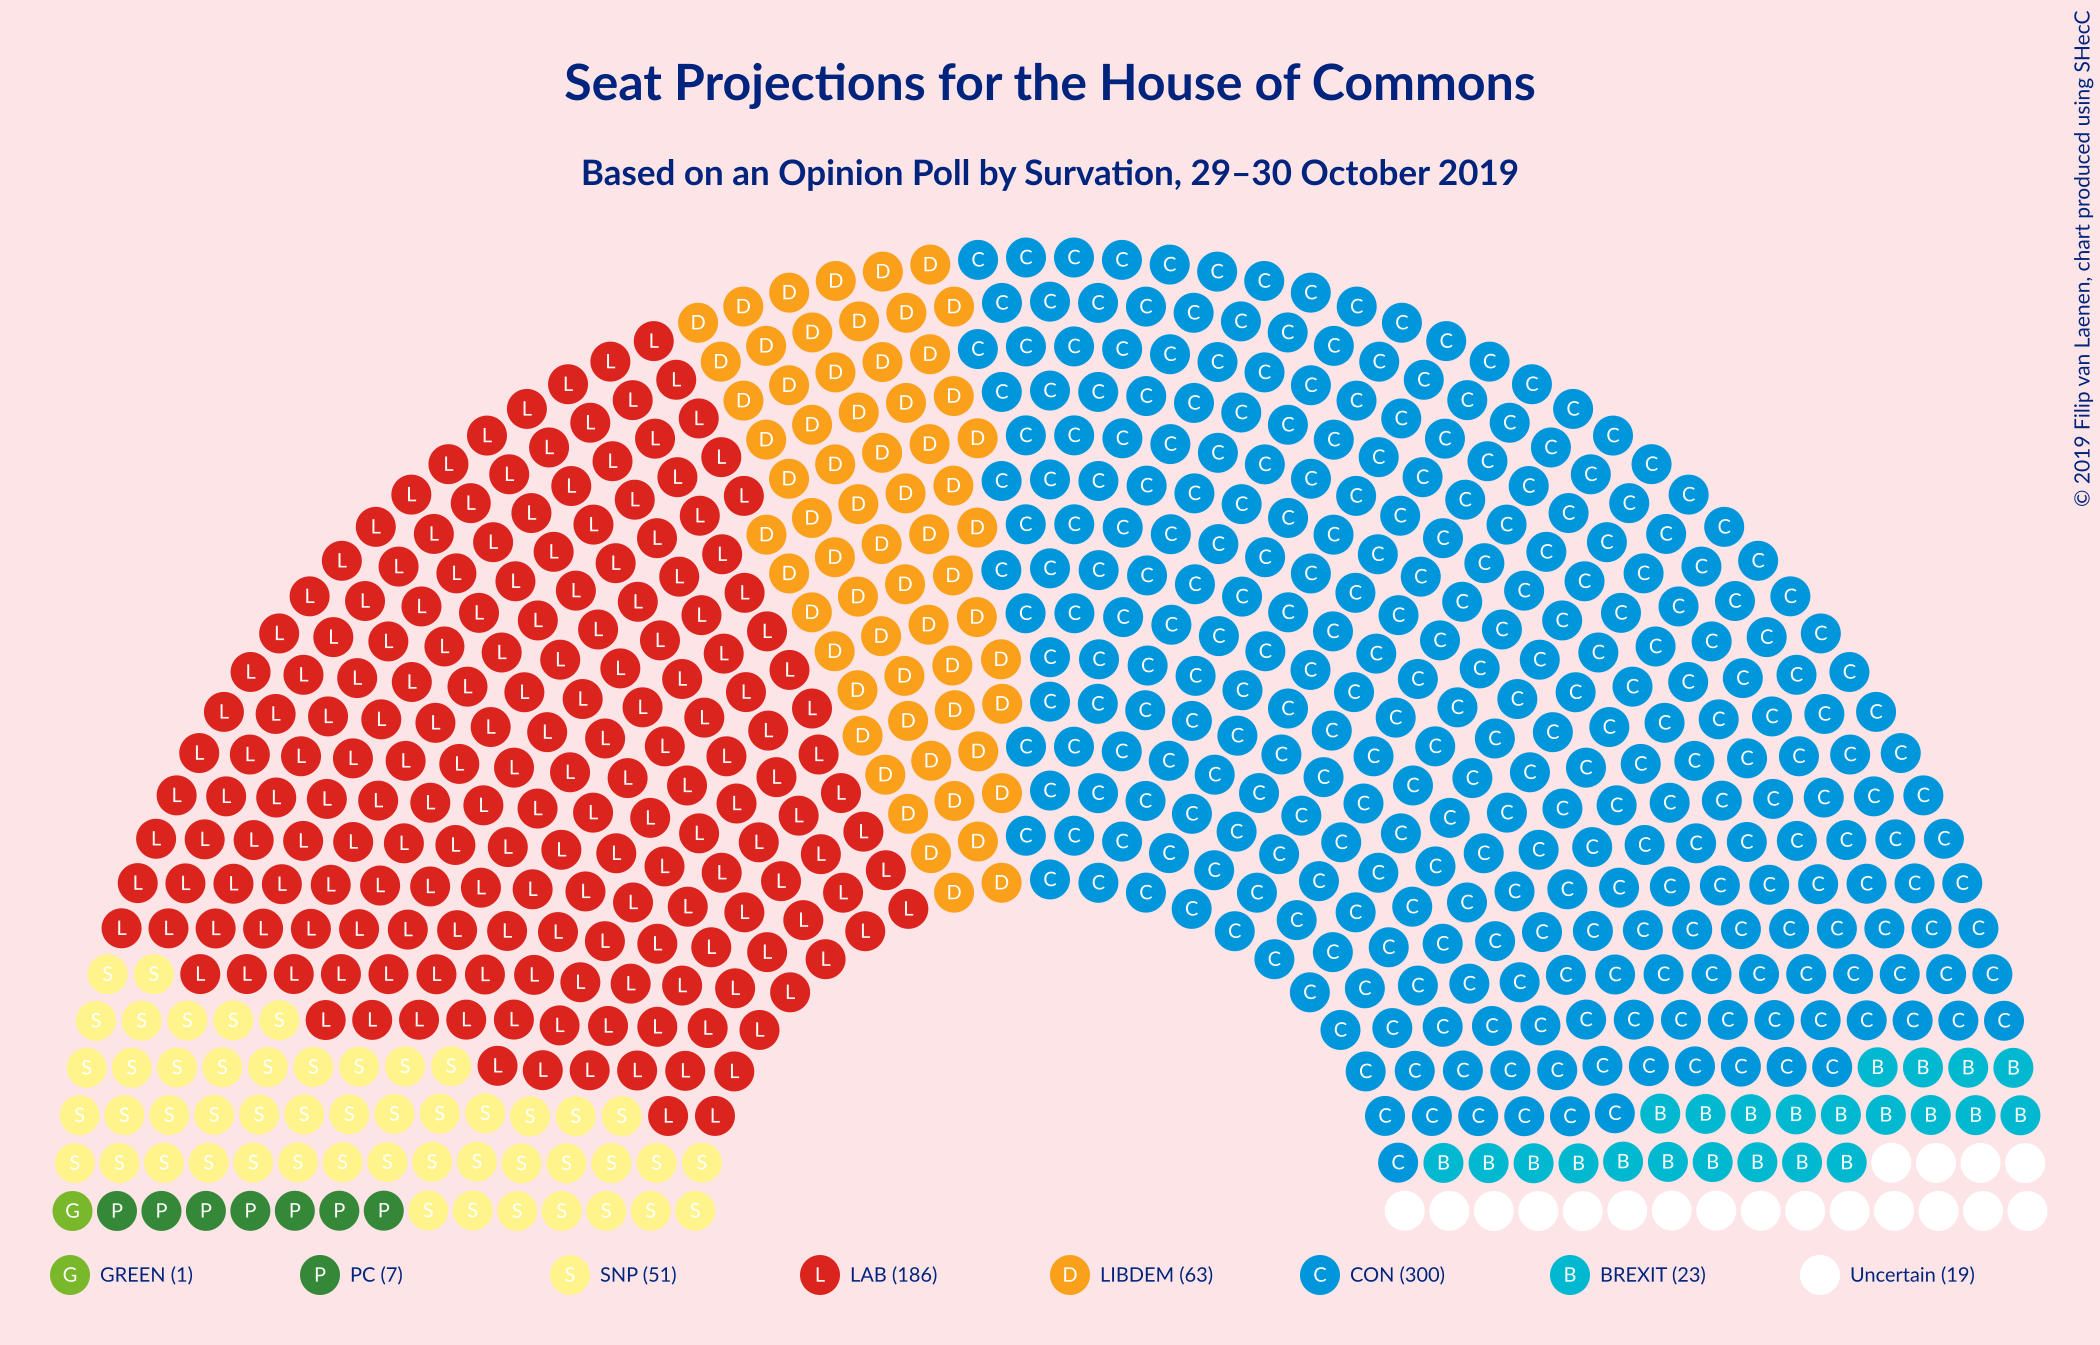 Seat Projections for the House of Commons
Based on an Opinion Poll by Survation, 29–30 October 2019
© 2019 Filip van Laenen, chart produced using SHecC
G GREEN (1)
P PC (7)
S SNP (51)
L LAB (186)
D LIBDEM (63)
C CON (300)
B BREXIT (23)
Uncertain (19)